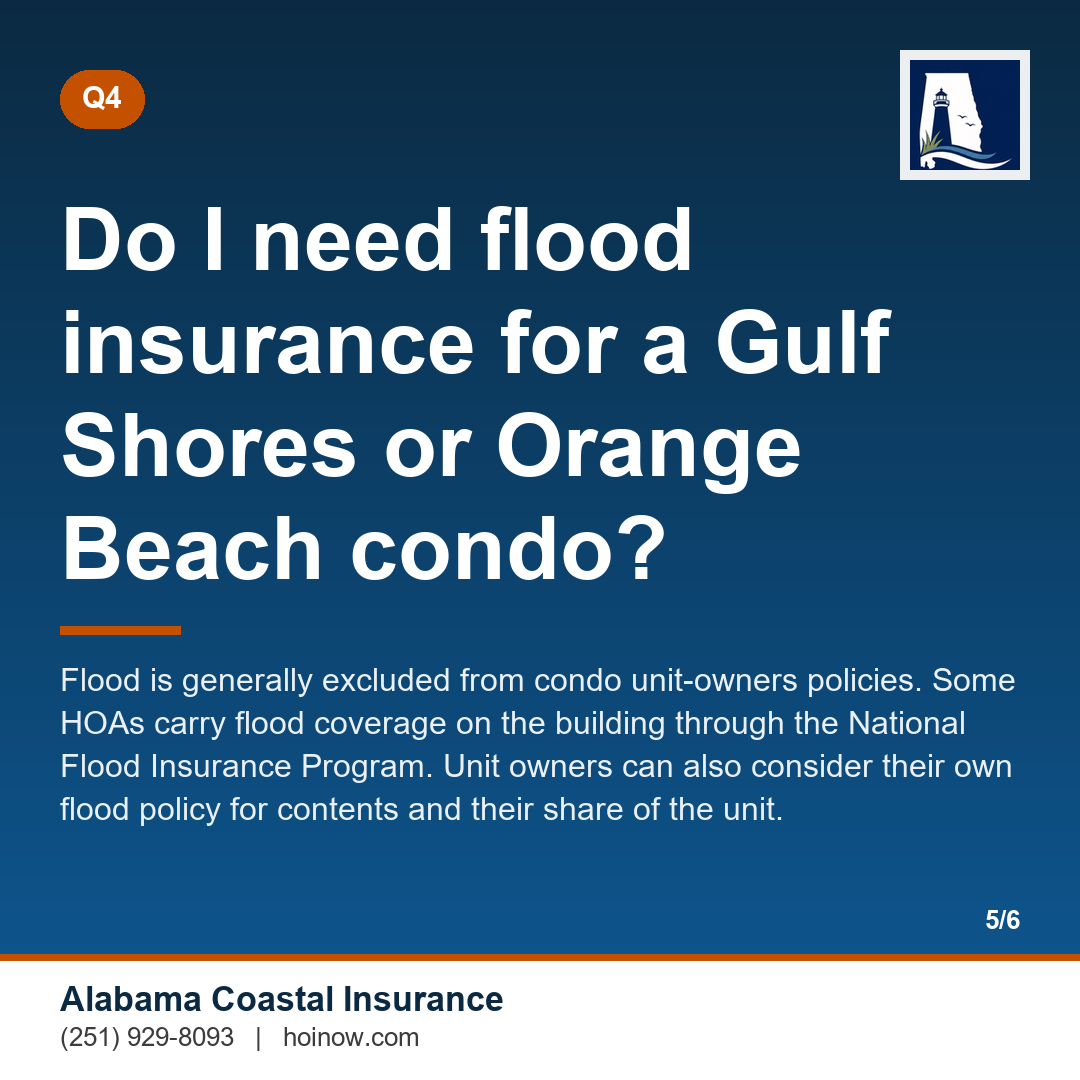 Q4
Do I need flood
insurance for a Gulf
Shores or Orange
Beach condo?
Flood is generally excluded from condo unit-owners policies. Some
HOAs carry flood coverage on the building through the National
Flood Insurance Program. Unit owners can also consider their own
flood policy for contents and their share of the unit.
5/6
Alabama Coastal Insurance
(251) 929-8093 | hoinow.com